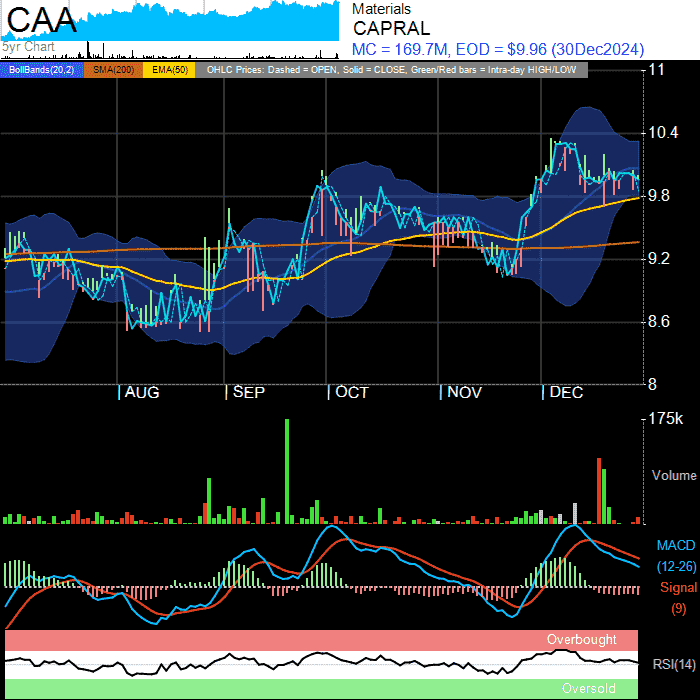 CAA
5yr Chart
Materials
CAPRAL
MC = 169.7M, EOD = $9.96 (30Dec2024)
BollBands(20,2) SMA(200) EMA(50) OHLC Prices: Dashed = OPEN, Solid = CLOSE, Green/Red bars = Intra-day HIGH/LOW
11
10.4
9.8
9.2
8.6
8
AUG SEP OCT NOV DEC
175k
Volume
MACD
(12-26)
Signal
(9)
Overbought
RSI(14)
Oversold